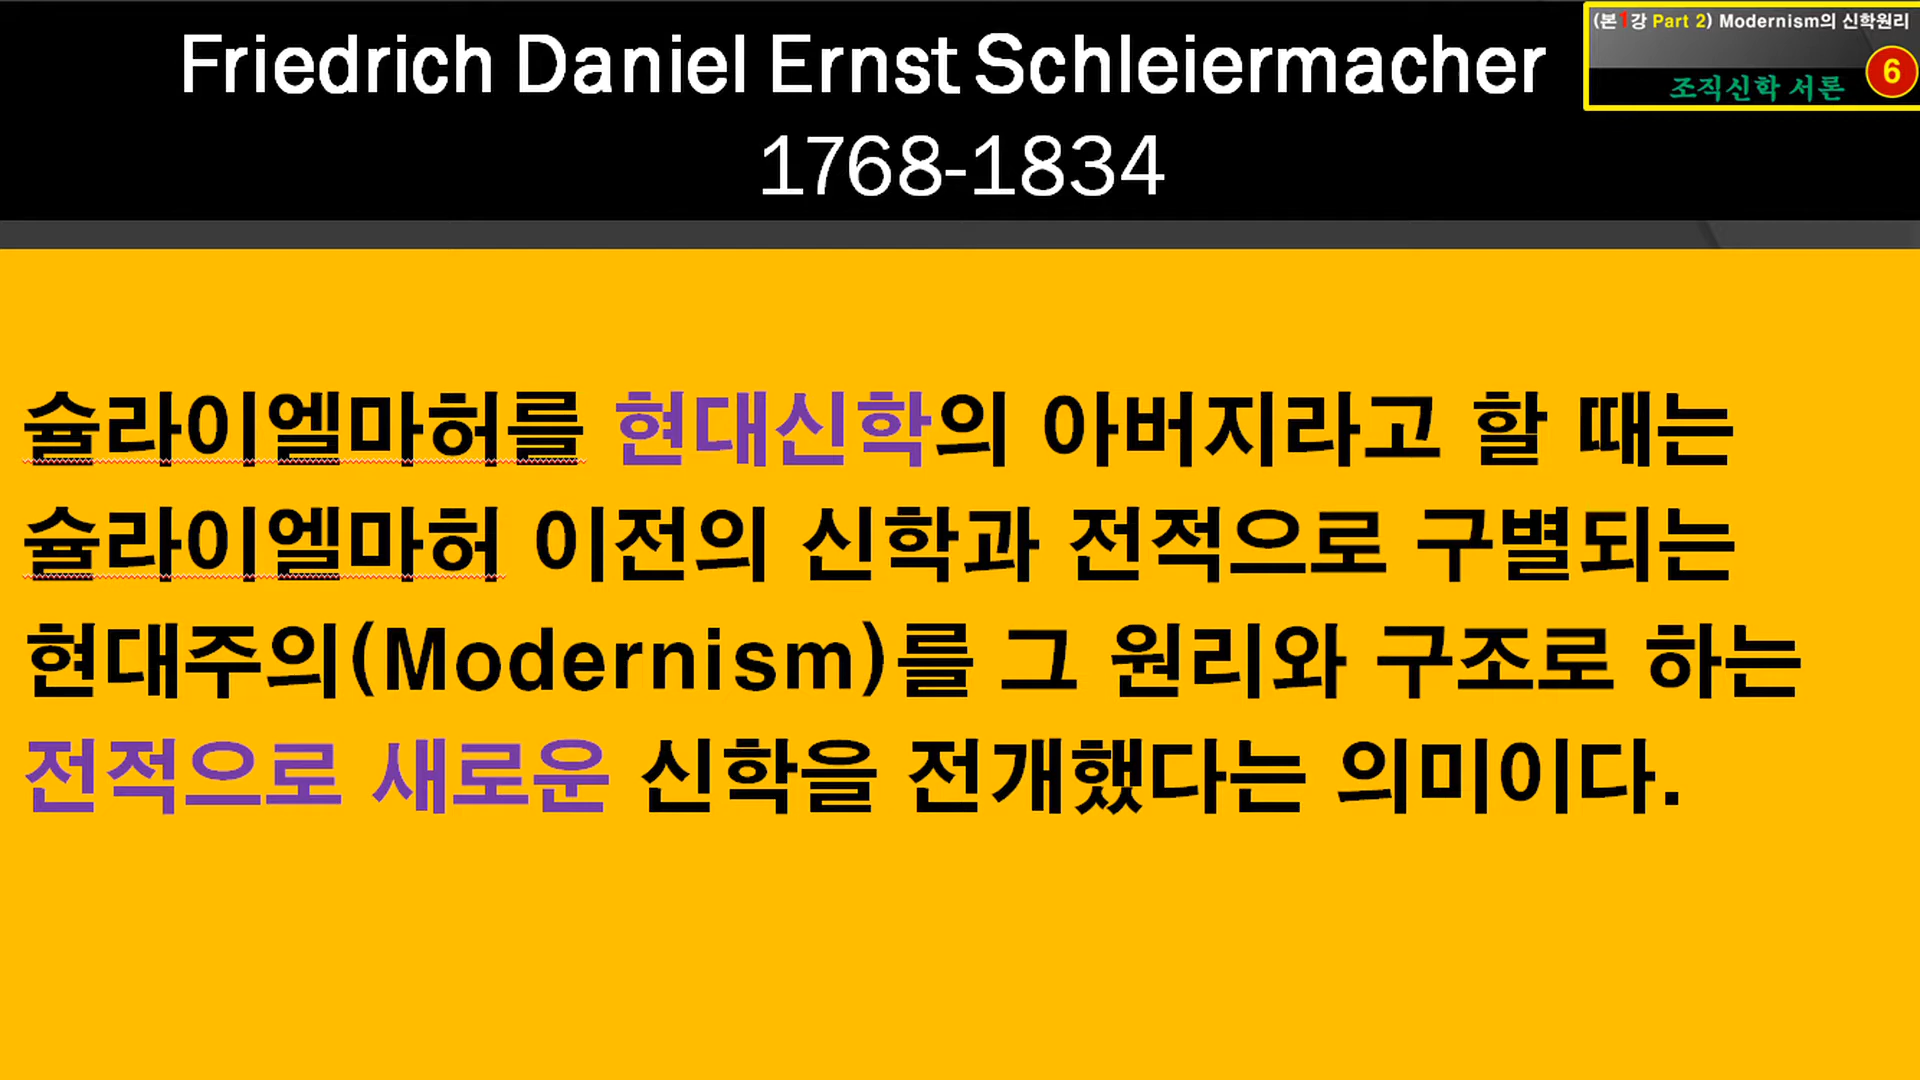 Friedrich Daniel Ernst Schleiermacher
1768-1834
(본1강 Part 2) Modernism의 신학원리
조직신학 서론
6
슐라이엘마허를 현대신학의 아버지라고 할 때는
슐라이엘마허 이전의 신학과 전적으로 구별되는
현대주의(Modernism)를 그 원리와 구조로 하는
전적으로 새로운 신학을 전개했다는 의미이다.